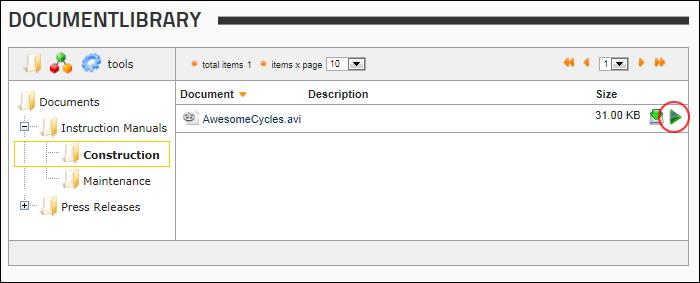 DOCUMENTLIBRARY
tools
total items 1 items x page 10 1
Documents
Instruction Manuals
Construction
Maintenance
Press Releases
Document Description Size
AwesomeCycles.avi 31.00 KB